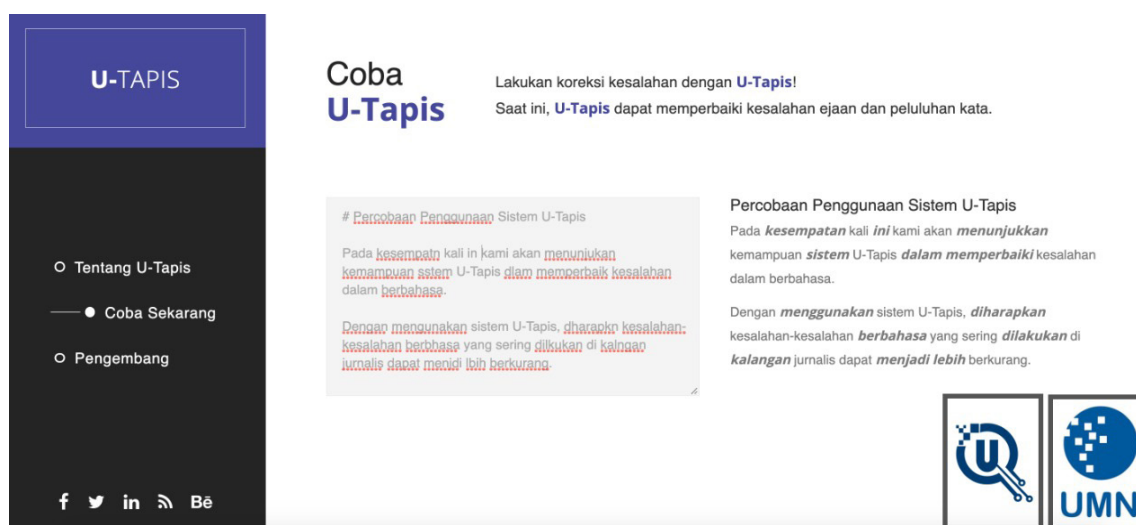 U-TAPIS
Tentang U-Tapis
Coba Sekarang
Pengembang
f in Bē
Coba
U-Tapis
Lakukan koreksi kesalahan dengan U-Tapis!
Saat ini, U-Tapis dapat memperbaiki kesalahan ejaan dan peluluhan kata.
# Percobaan Penggunaan Sistem U-Tapis
Pada kesempatn kali in kami akan menunjukan
kemampuan sstem U-Tapis dlam memperbaik kesalahan
dalam berbahasa.
Dengan mengunakan sistem U-Tapis, dharapkn kesalahan-
kesalahan berbhasa yang sering dilkukan di kalngan
jurnalis dapat menjdi lbih berkurang.
Percobaan Penggunaan Sistem U-Tapis
Pada kesempatan kali ini kami akan menunjukkan
kemampuan sistem U-Tapis dalam memperbaiki kesalahan
dalam berbahasa.
Dengan menggunakan sistem U-Tapis, diharapkan
kesalahan-kesalahan berbahasa yang sering dilakukan di
kalangan jurnalis dapat menjadi lebih berkurang.
U
UMN